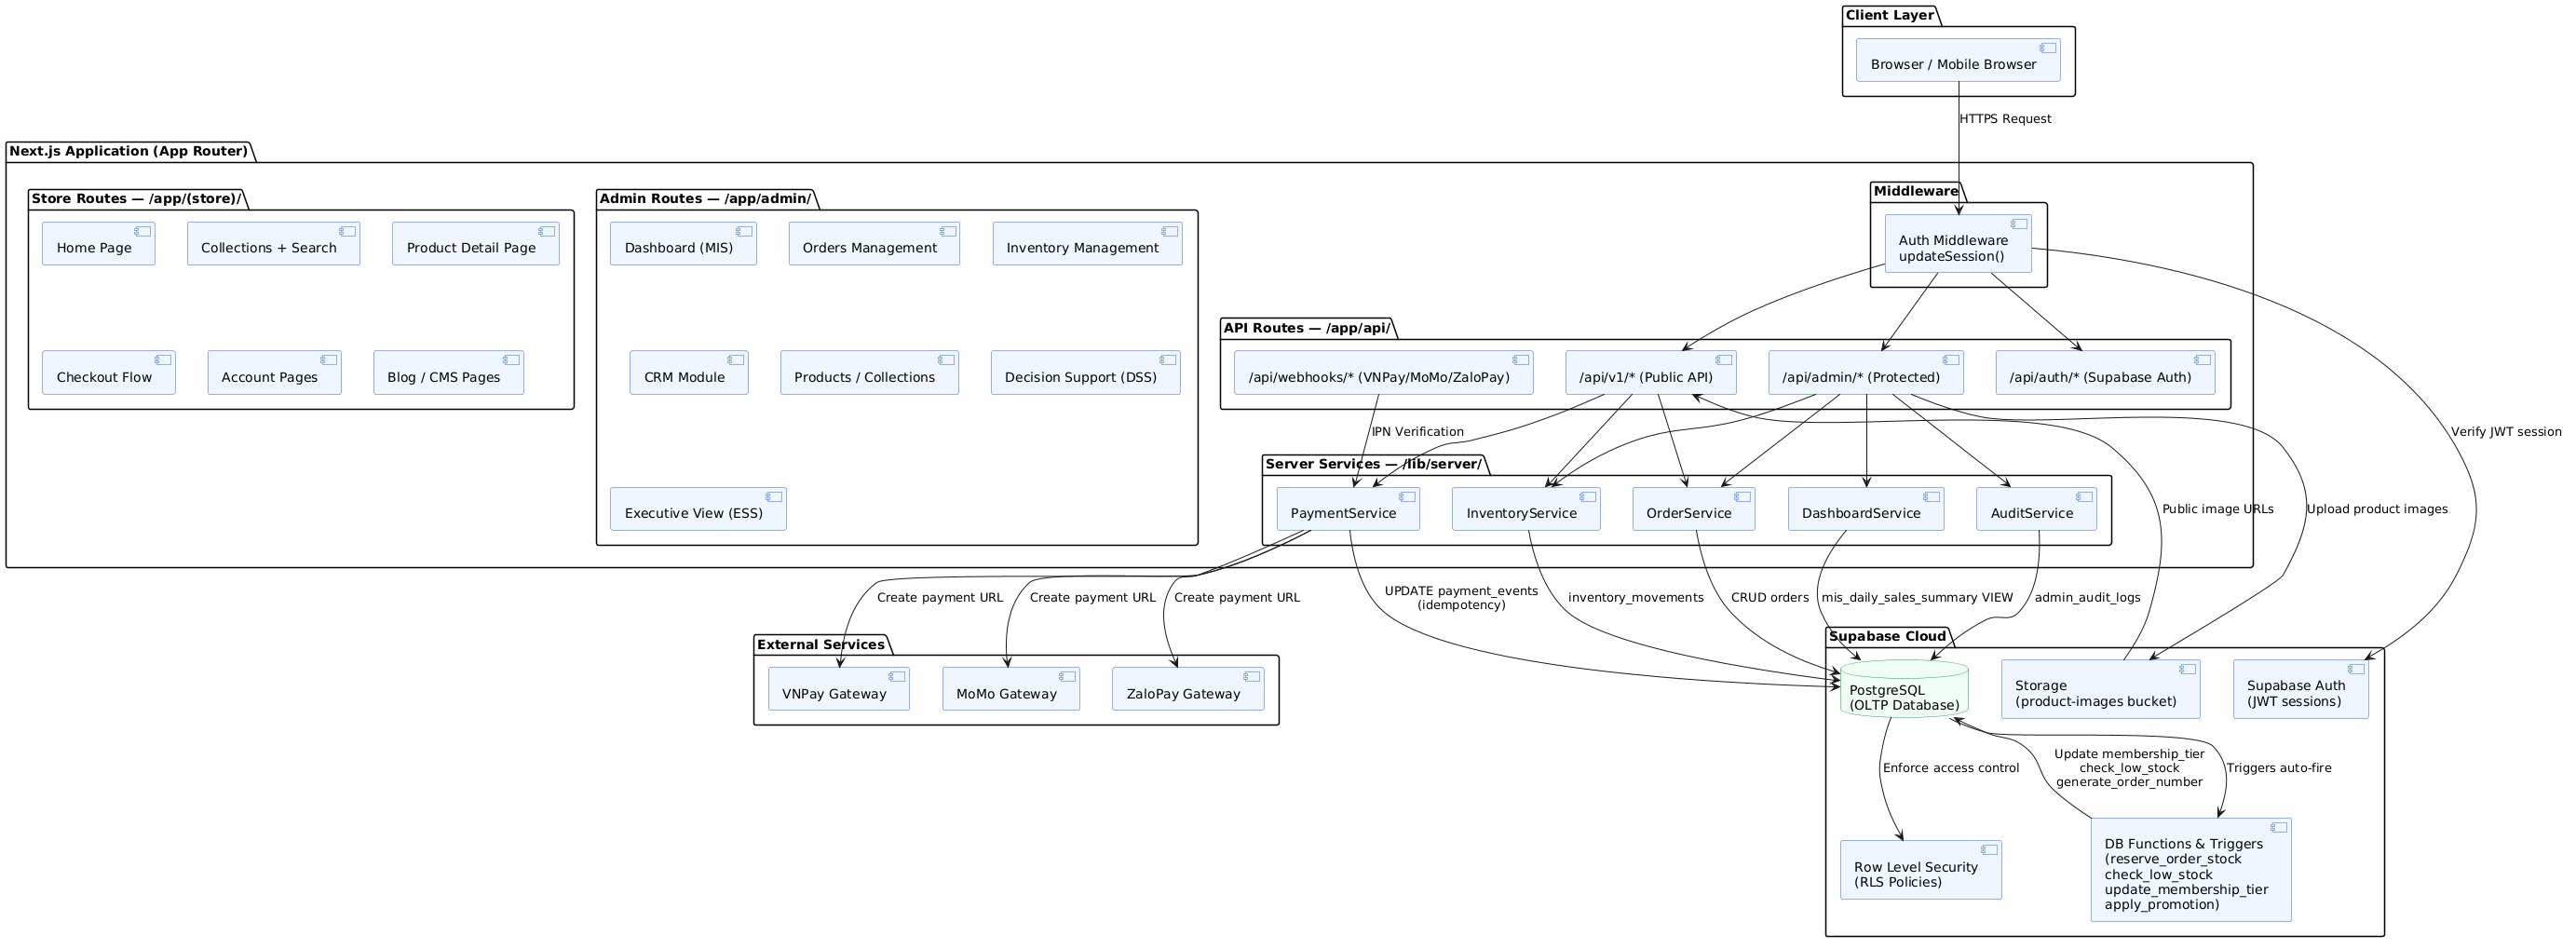 Client Layer
Browser / Mobile Browser
HTTPS Request
Next.js Application (App Router)
Store Routes — /app/(store)/
Home Page
Collections + Search
Product Detail Page
Checkout Flow
Account Pages
Blog / CMS Pages
Admin Routes — /app/admin/
Dashboard (MIS)
Orders Management
Inventory Management
CRM Module
Products / Collections
Decision Support (DSS)
Executive View (ESS)
Middleware
Auth Middleware
updateSession()
API Routes — /app/api/
/api/webhooks/* (VNPay/MoMo/ZaloPay)
/api/v1/* (Public API)
/api/admin/* (Protected)
/api/auth/* (Supabase Auth)
IPN Verification
Verify JWT session
Server Services — /lib/server/
PaymentService
InventoryService
OrderService
DashboardService
AuditService
Public image URLs
Upload product images
Create payment URL
Create payment URL
Create payment URL
UPDATE payment_events
(idempotency)
inventory_movements
CRUD orders
mis_daily_sales_summary VIEW
admin_audit_logs
External Services
VNPay Gateway
MoMo Gateway
ZaloPay Gateway
Supabase Cloud
PostgreSQL
(OLTP Database)
Storage
(product-images bucket)
Supabase Auth
(JWT sessions)
Enforce access control
Update membership_tier
check_low_stock
generate_order_number
Triggers auto-fire
Row Level Security
(RLS Policies)
DB Functions & Triggers
(reserve_order_stock
check_low_stock
update_membership_tier
apply_promotion)